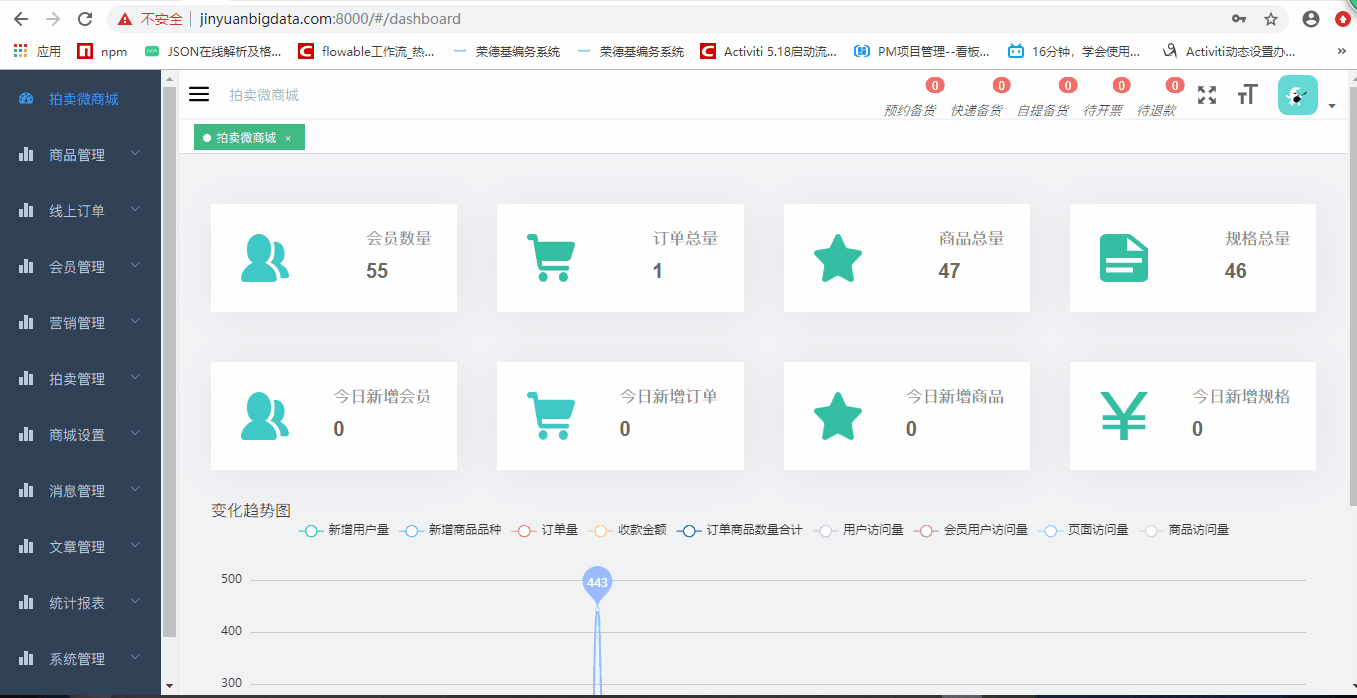 不安全 jinyuanbigdata.com:8000/#/dashboard
应用 npm JSON在线解析及格... flowable工作流_热... 荣德基编务系统 荣德基编务系统 Activiti 5.18启动流... PM项目管理--看板... 16分钟，学会使用... Activiti动态设置办... »
拍卖微商城
商品管理
线上订单
会员管理
营销管理
拍卖管理
商城设置
消息管理
文章管理
统计报表
系统管理
拍卖微商城
0 0 0 0 0
预约备货 快递备货 自提备货 待开票 待退款
拍卖微商城 ×
会员数量
55
订单总量
1
商品总量
47
规格总量
46
今日新增会员
0
今日新增订单
0
今日新增商品
0
今日新增规格
0
变化趋势图
新增用户量 新增商品品种 订单量 收款金额 订单商品数量合计 用户访问量 会员用户访问量 页面访问量 商品访问量
500
443
400
300